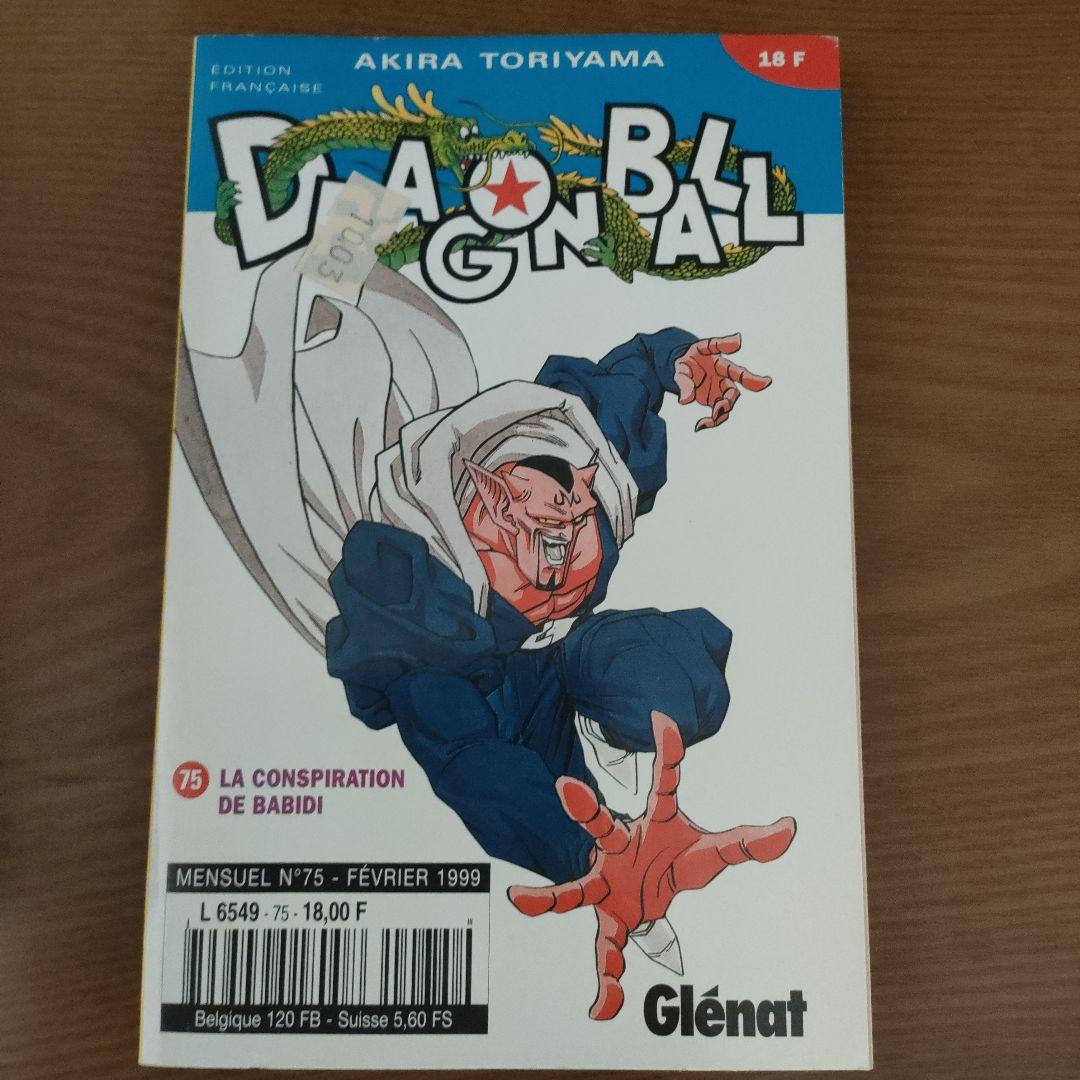 AKIRA TORIYAMA
18 F
ÉDITION
FRANÇAISE
DRAGON BALL
1003
75 LA CONSPIRATION
DE BABIDI
MENSUEL N°75 - FÉVRIER 1999
L 6549 - 75 - 18,00 F
Belgique 120 FB - Suisse 5,60 FS
Glénat